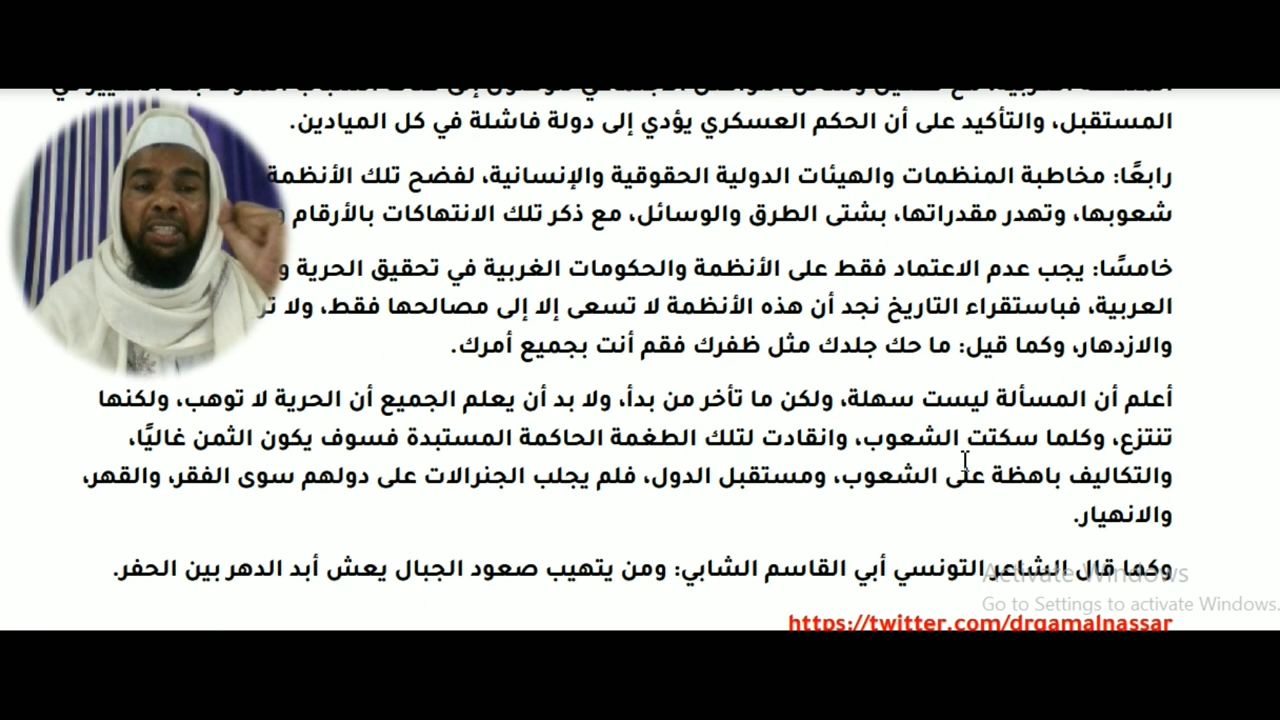 المستقبل، والتأكيد على أن الحكم العسكري يؤدي إلى دولة فاشلة في كل الميادين.
رابعًا: مخاطبة المنظمات والهيئات الدولية الحقوقية والإنسانية، لفضح تلك الأنظمة
شعوبها، وتهدر مقدراتها، بشتى الطرق والوسائل، مع ذكر تلك الانتهاكات بالأرقام
خامسًا: يجب عدم الاعتماد فقط على الأنظمة والحكومات الغربية في تحقيق الحرية و
العربية، فباستقراء التاريخ نجد أن هذه الأنظمة لا تسعى إلا إلى مصالحها فقط، ولا
والازدهار، وكما قيل: ما حك جلدك مثل ظفرك فقم أنت بجميع أمرك.
أعلم أن المسألة ليست سهلة، ولكن ما تأخر من بدأ، ولا بد أن يعلم الجميع أن الحرية لا توهب، ولكنها
تنتزع، وكلما سكتت الشعوب، وانقادت لتلك الطغمة الحاكمة المستبدة فسوف يكون الثمن غاليًا،
والتكاليف باهظة على الشعوب، ومستقبل الدول، فلم يجلب الجنرالات على دولهم سوى الفقر، والقهر،
والانهيار.
وكما قال الشاعر التونسي أبي القاسم الشابي: ومن يتهيب صعود الجبال يعش أبد الدهر بين الحفر.
Activate Windows
Go to Settings to activate Windows.
https://twitter.com/drgamalnassar